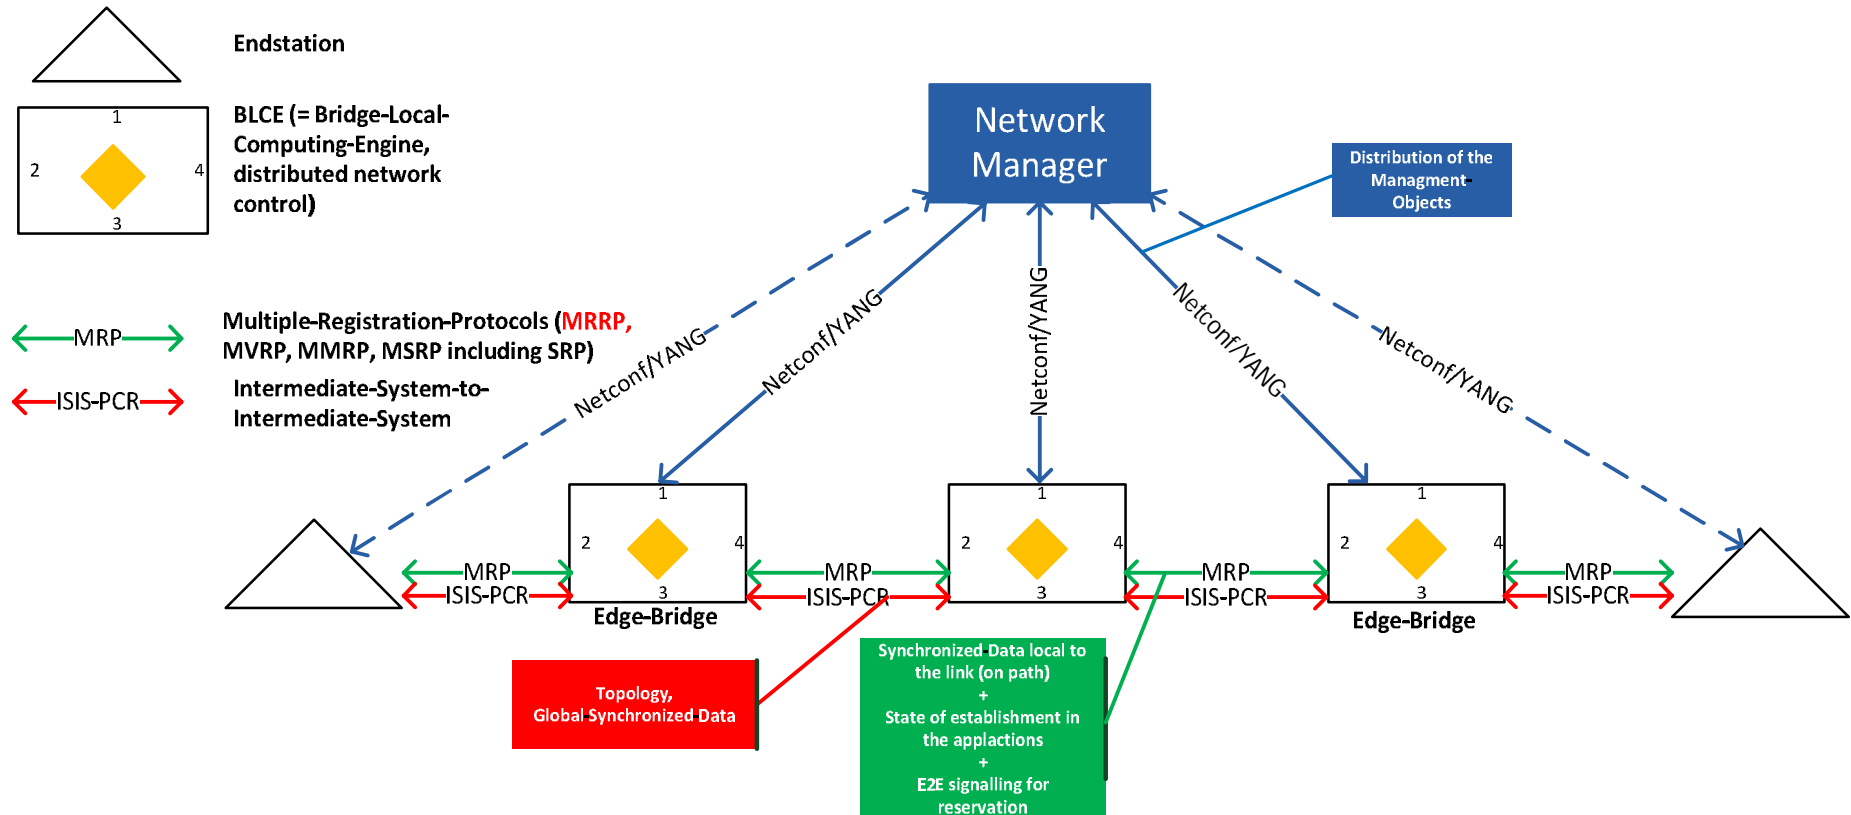 Endstation
1
2
4
3
BLCE (= Bridge-Local-
Computing-Engine,
distributed network
control)
MRP
Multiple-Registration-Protocols (MRRP,
MVRP, MMRP, MSRP including SRP)
ISIS-PCR
Intermediate-System-to-
Intermediate-System
Network
Manager
Distribution of the
Managment-
Objects
Netconf/YANG
Netconf/YANG
Netconf/YANG
Netconf/YANG
Netconf/YANG
1
2
4
3
Edge-Bridge
1
2
4
3
1
2
4
3
Edge-Bridge
MRP
ISIS-PCR
MRP
ISIS-PCR
MRP
ISIS-PCR
MRP
ISIS-PCR
Topology,
Global-Synchronized-Data
Synchronized-Data local to
the link (on path)
+
State of establishment in
the applactions
+
E2E signalling for
reservation